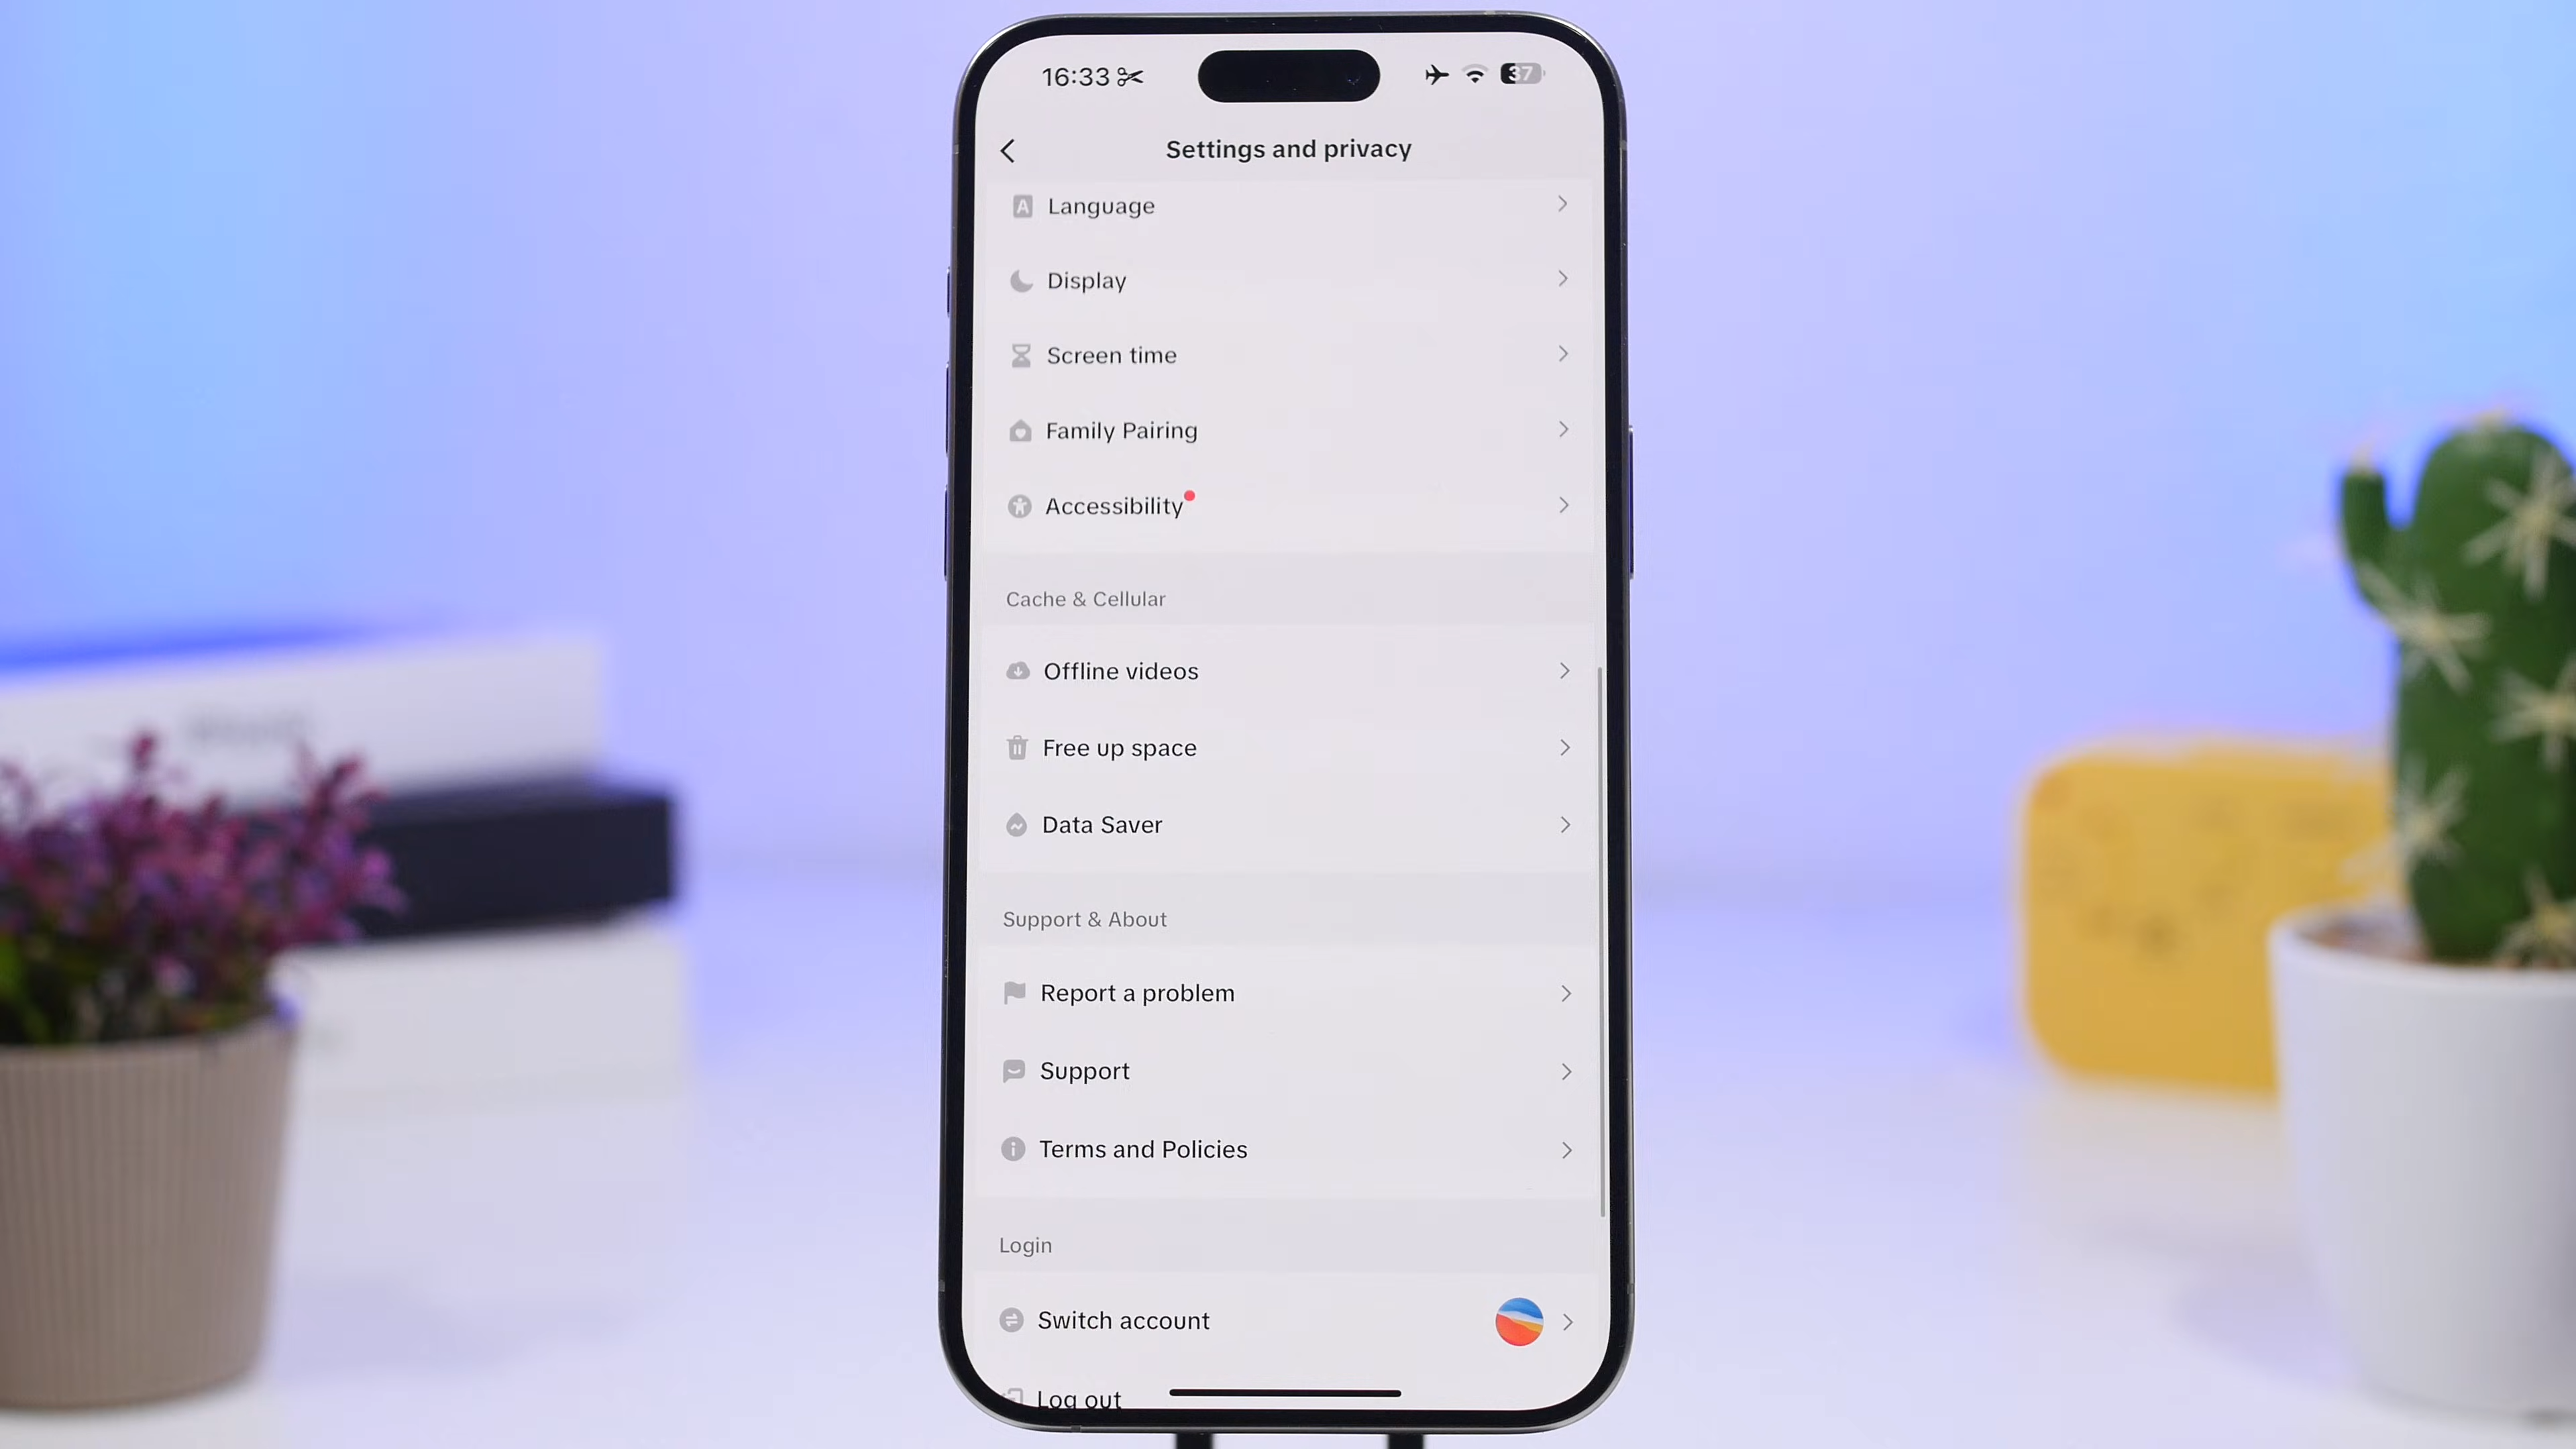 16:33
37
Settings and privacy
Language
Display
Screen time
Family Pairing
Accessibility
Cache & Cellular
Offline videos
Free up space
Data Saver
Support & About
Report a problem
Support
Terms and Policies
Login
Switch account
Log out